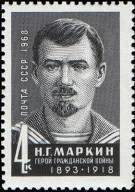 ПОЧТА СССР 1968
4К
Н.Г.МАРКИН
ГЕРОЙ ГРАЖДАНСКОЙ ВОЙНЫ
1893-1918